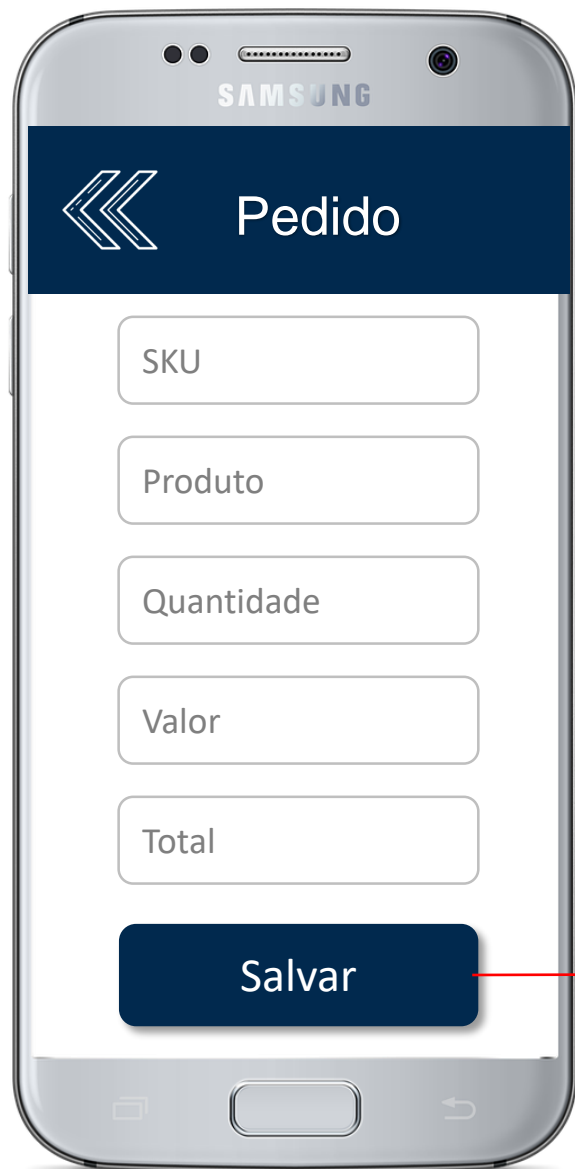 SAMSUNG
Pedido
SKU
Produto
Quantidade
Valor
Total
Salvar